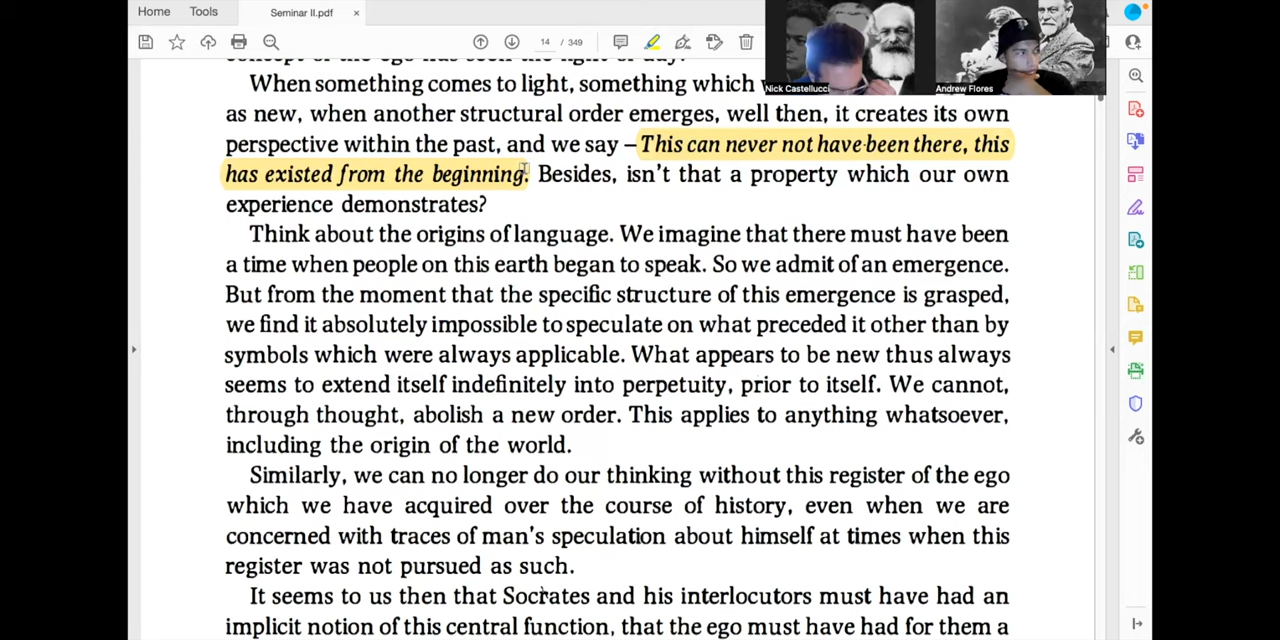 Home Tools Seminar II.pdf ×
14 / 349
Nick Castellucci
Andrew Flores
When something comes to light, something which
as new, when another structural order emerges, well then, it creates its own
perspective within the past, and we say – This can never not have been there, this
has existed from the beginning. Besides, isn't that a property which our own
experience demonstrates?
Think about the origins of language. We imagine that there must have been
a time when people on this earth began to speak. So we admit of an emergence.
But from the moment that the specific structure of this emergence is grasped,
we find it absolutely impossible to speculate on what preceded it other than by
symbols which were always applicable. What appears to be new thus always
seems to extend itself indefinitely into perpetuity, prior to itself. We cannot,
through thought, abolish a new order. This applies to anything whatsoever,
including the origin of the world.
Similarly, we can no longer do our thinking without this register of the ego
which we have acquired over the course of history, even when we are
concerned with traces of man's speculation about himself at times when this
register was not pursued as such.
It seems to us then that Socrates and his interlocutors must have had an
implicit notion of this central function, that the ego must have had for them a